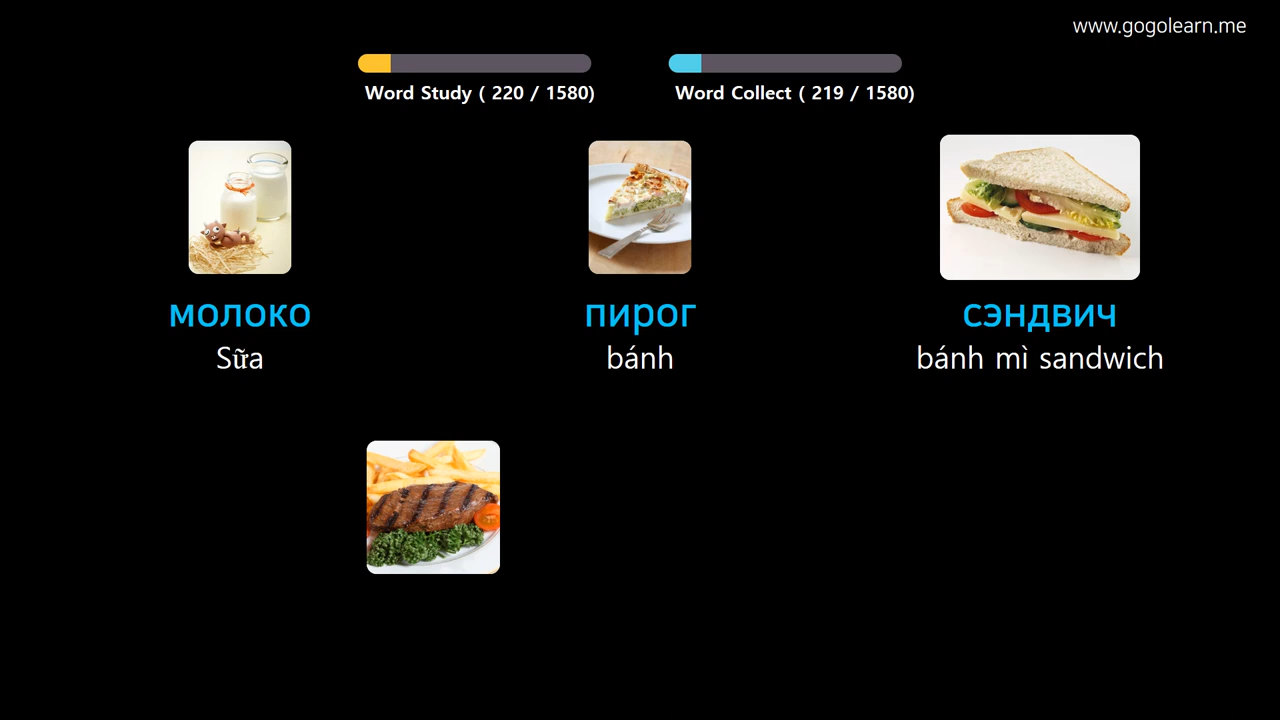 www.gogolearn.me
Word Study ( 220 / 1580)
Word Collect ( 219 / 1580)
молоко
Sữa
пирог
bánh
сэндвич
bánh mì sandwich